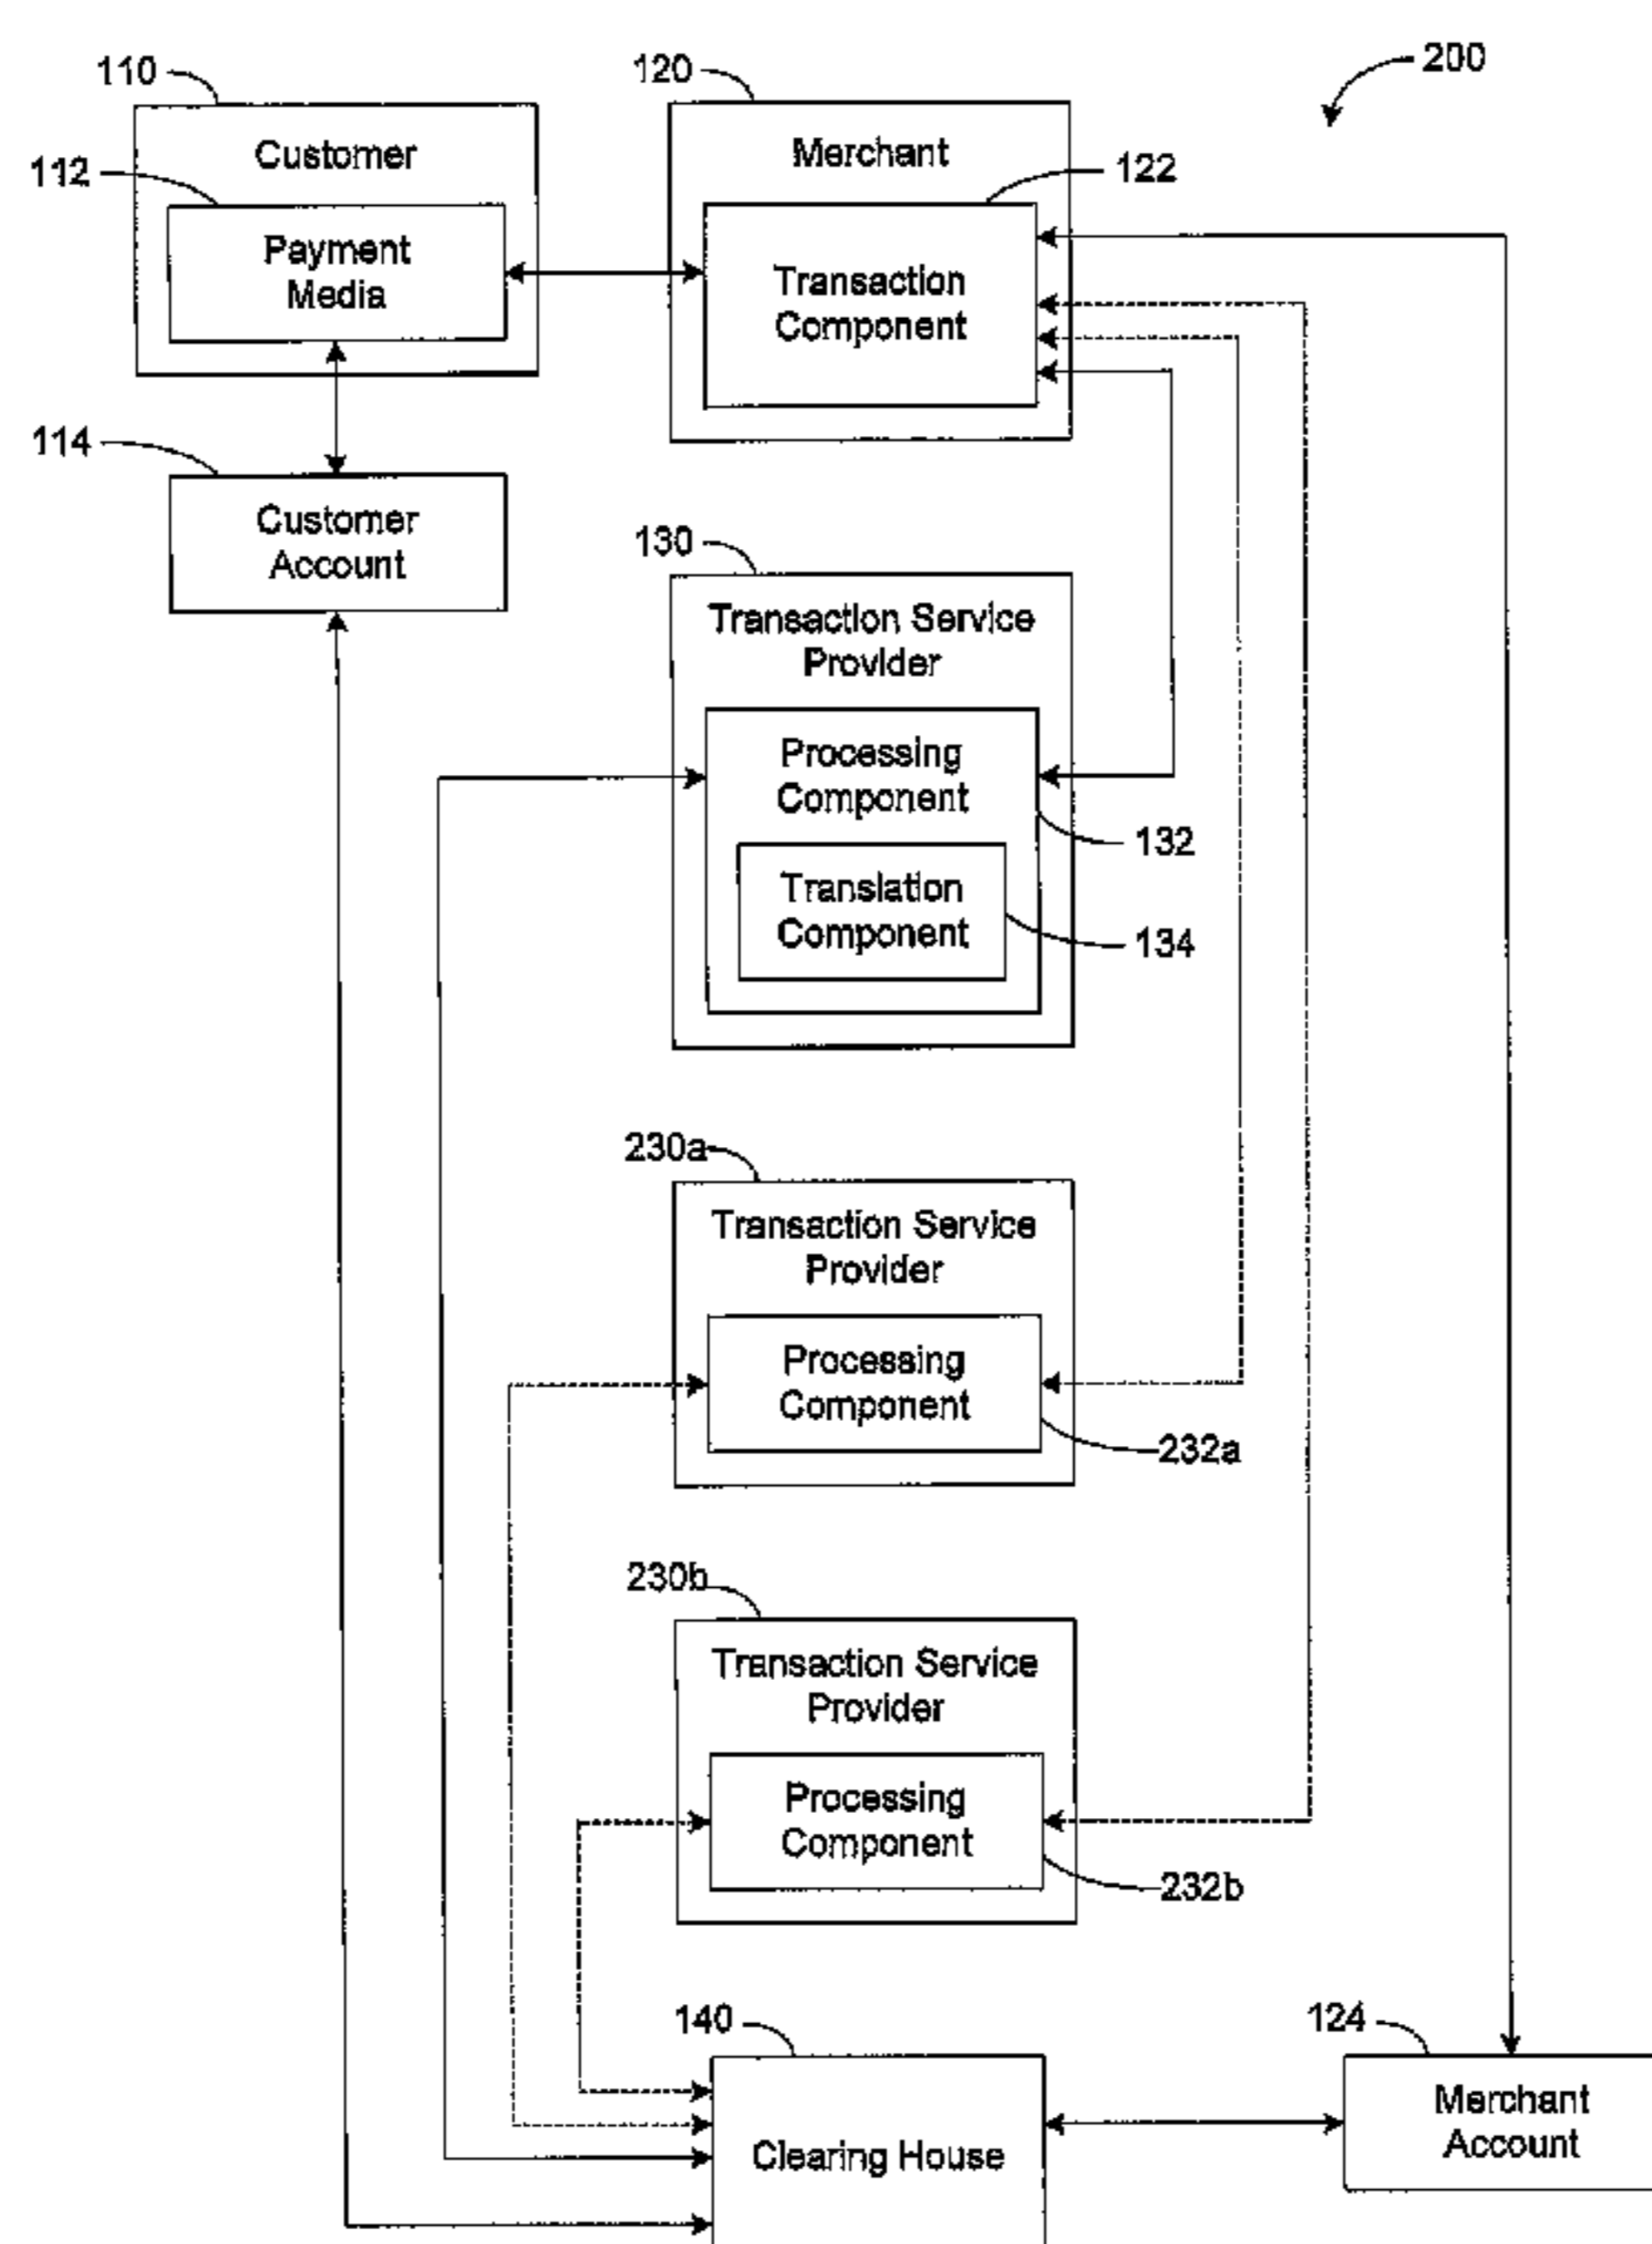 200
110
120
Customer
Merchant
112
122
Payment
Media
Transaction
Component
114
Customer
Account
130
Transaction Service
Provider
Processing
Component
132
Translation
Component
134
230a
Transaction Service
Provider
Processing
Component
232a
230b
Transaction Service
Provider
Processing
Component
232b
140
124
Clearing House
Merchant
Account